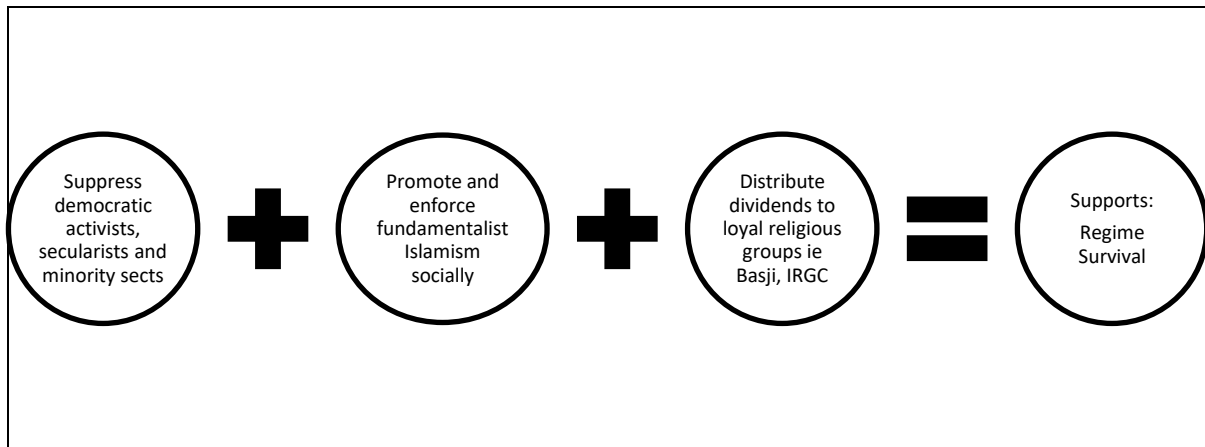 Suppress
democratic
activists,
secularists and
minority sects
Promote and
enforce
fundamentalist
Islamism
socially
Distribute
dividends to
loyal religious
groups ie
Basji, IRGC
Supports:
Regime
Survival